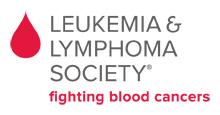 LEUKEMIA &
LYMPHOMA
SOCIETY®
fighting blood cancers